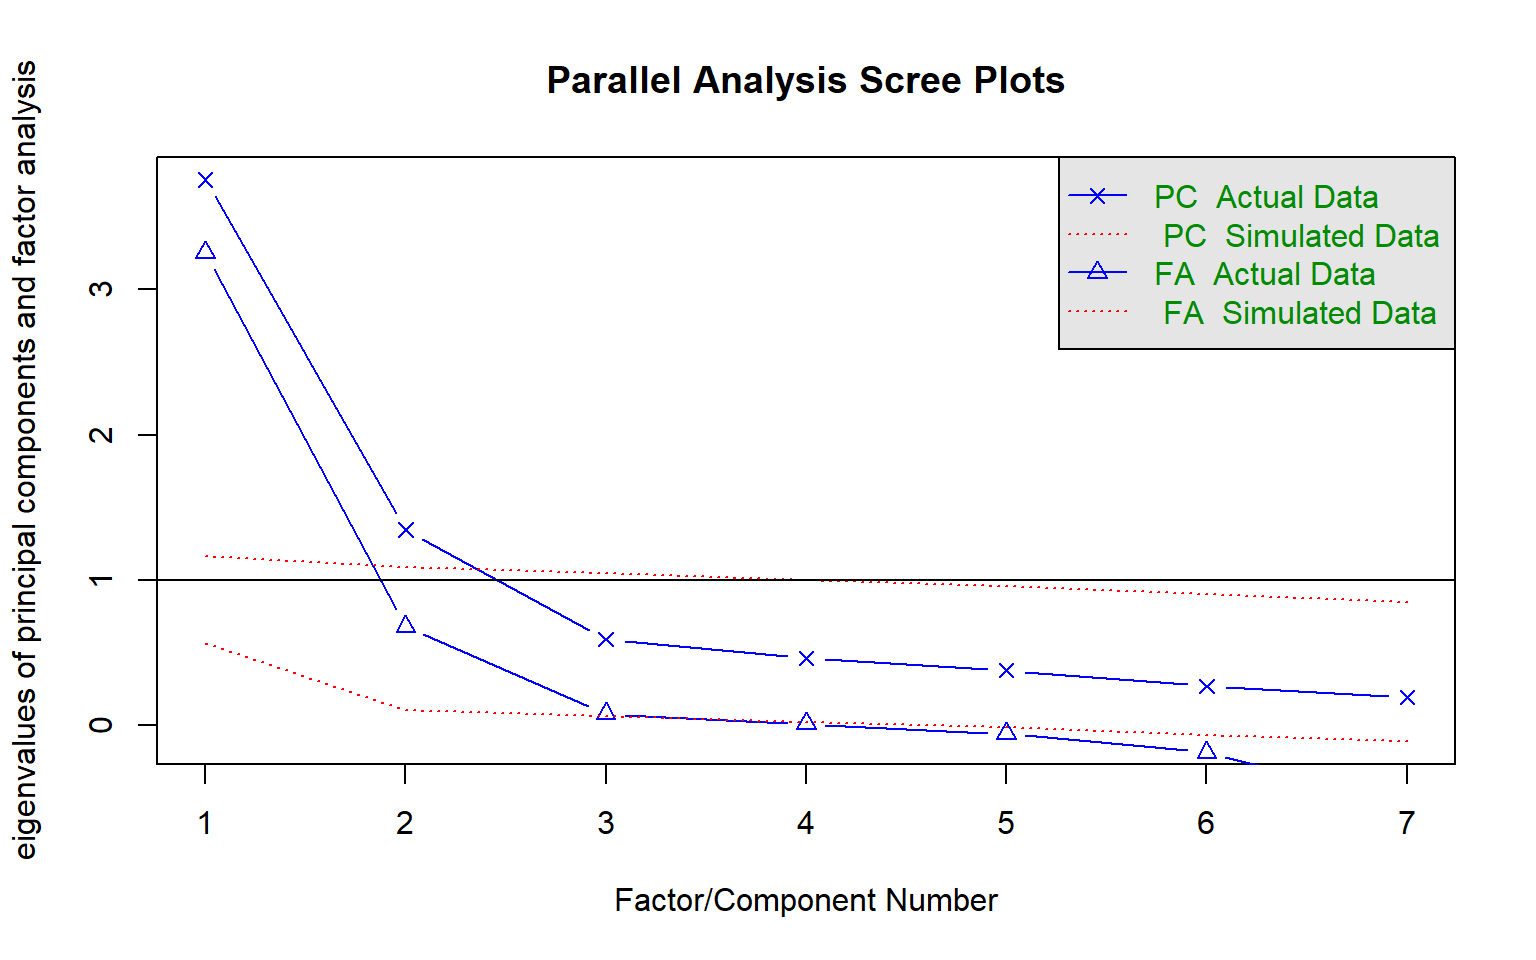 Parallel Analysis Scree Plots
eigenvalues of principal components and factor analysis
PC Actual Data
PC Simulated Data
FA Actual Data
FA Simulated Data
3
2
1
0
1 2 3 4 5 6 7
Factor/Component Number